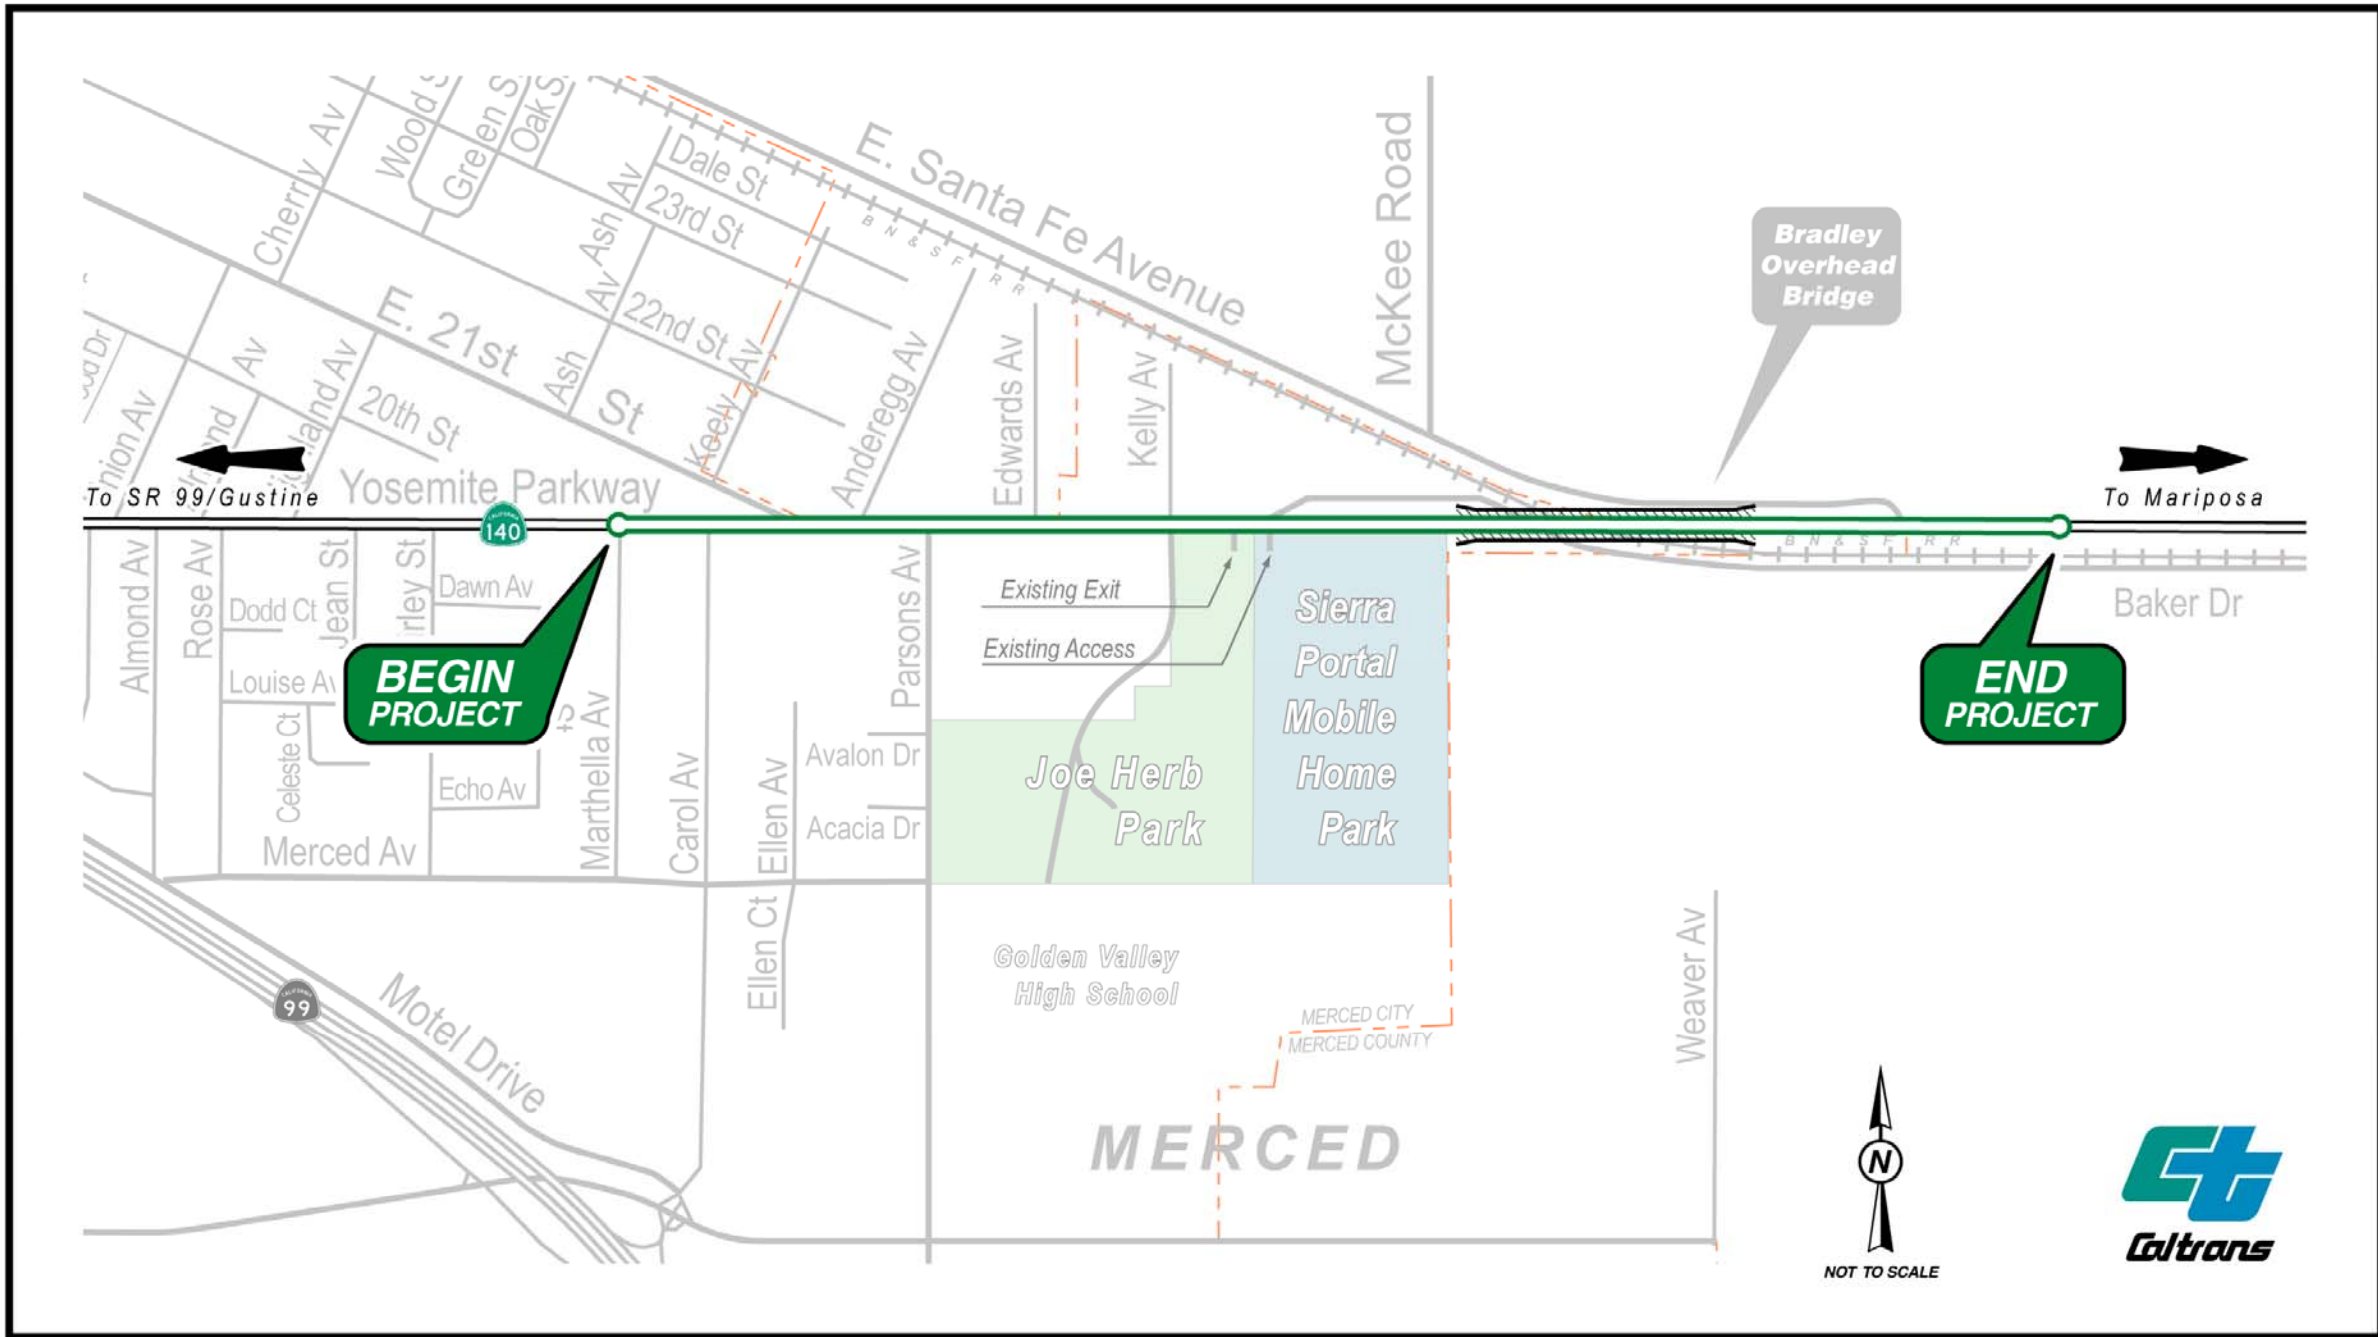 Wood S
Green S
Oak S
Cherry Av
Dale St
23rd St
Ash Av
22nd St
Ash Av
E. Santa Fe Avenue
B N & S F R R
McKee Road
Bradley
Overhead
Bridge
E. 21st St
20th St
Keely Av
Anderegg Av
Edwards Av
Kelly Av
Av
To SR 99/Gustine
Yosemite Parkway
CALIFORNIA
140
To Mariposa
B N & S F R R
Baker Dr
Almond Av
Rose Av
Jean St
Dodd Ct
Dawn Av
Louise Av
Celeste Ct
BEGIN
PROJECT
Echo Av
Merced Av
Marthella Av
Carol Av
Ellen Av
Ellen Ct
Parsons Av
Avalon Dr
Acacia Dr
Existing Exit
Existing Access
Joe Herb
Park
Sierra
Portal
Mobile
Home
Park
END
PROJECT
Golden Valley
High School
MERCED CITY
MERCED COUNTY
Weaver Av
CALIFORNIA
99
Motel Drive
MERCED
N
NOT TO SCALE
Ct
Caltrans